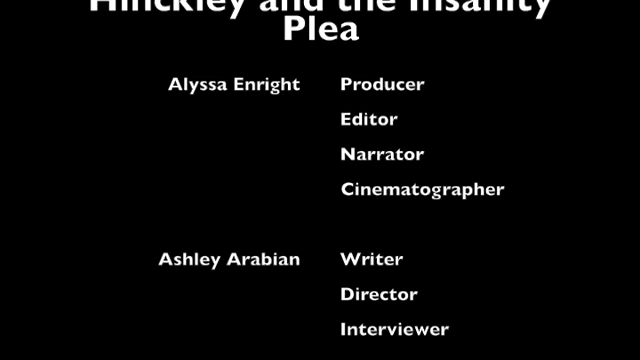 Hinckley and the Insanity
Plea
Alyssa Enright Producer
Editor
Narrator
Cinematographer
Ashley Arabian Writer
Director
Interviewer